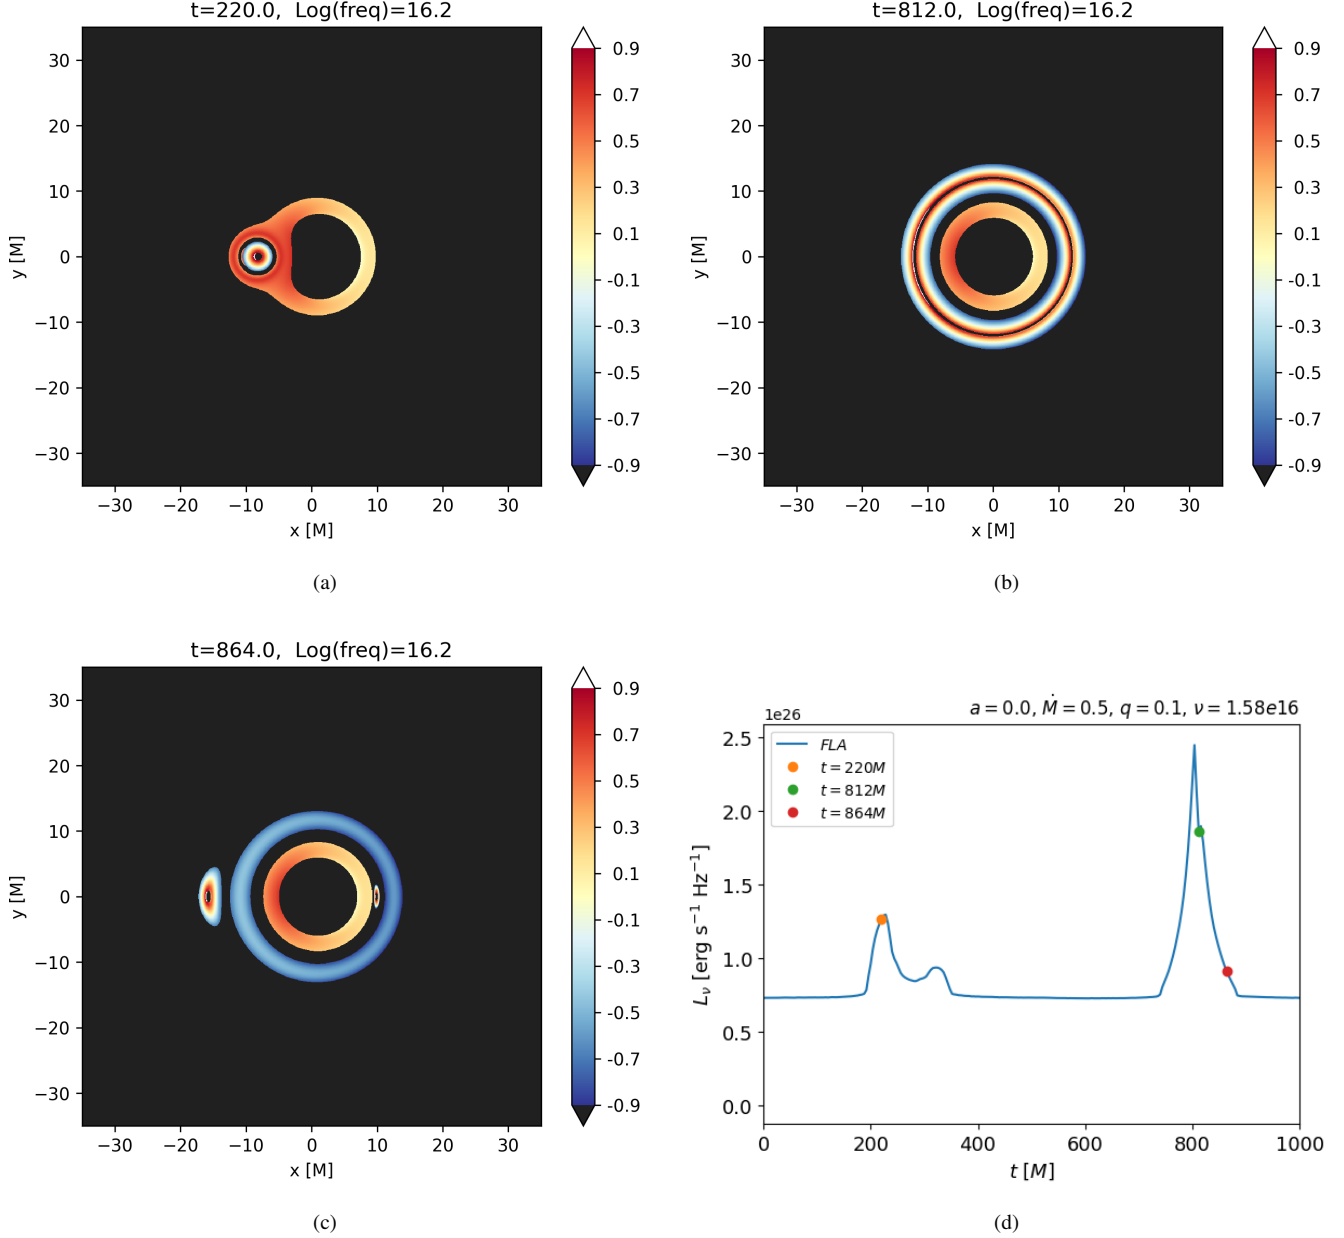 t=220.0, Log(freq)=16.2
y [M]
30
20
10
0
−10
−20
−30
−30 −20 −10 0 10 20 30
x [M]
0.9
0.7
0.5
0.3
0.1
-0.1
-0.3
-0.5
-0.7
-0.9
(a)
t=812.0, Log(freq)=16.2
y [M]
30
20
10
0
−10
−20
−30
−30 −20 −10 0 10 20 30
x [M]
0.9
0.7
0.5
0.3
0.1
-0.1
-0.3
-0.5
-0.7
-0.9
(b)
t=864.0, Log(freq)=16.2
y [M]
30
20
10
0
−10
−20
−30
−30 −20 −10 0 10 20 30
x [M]
0.9
0.7
0.5
0.3
0.1
-0.1
-0.3
-0.5
-0.7
-0.9
(c)
a = 0.0, Ṁ = 0.5, q = 0.1, ν = 1.58e16
1e26
FLA
t = 220M
t = 812M
t = 864M
Lν [erg s⁻¹ Hz⁻¹]
2.5
2.0
1.5
1.0
0.5
0.0
0 200 400 600 800 1000
t [M]
(d)